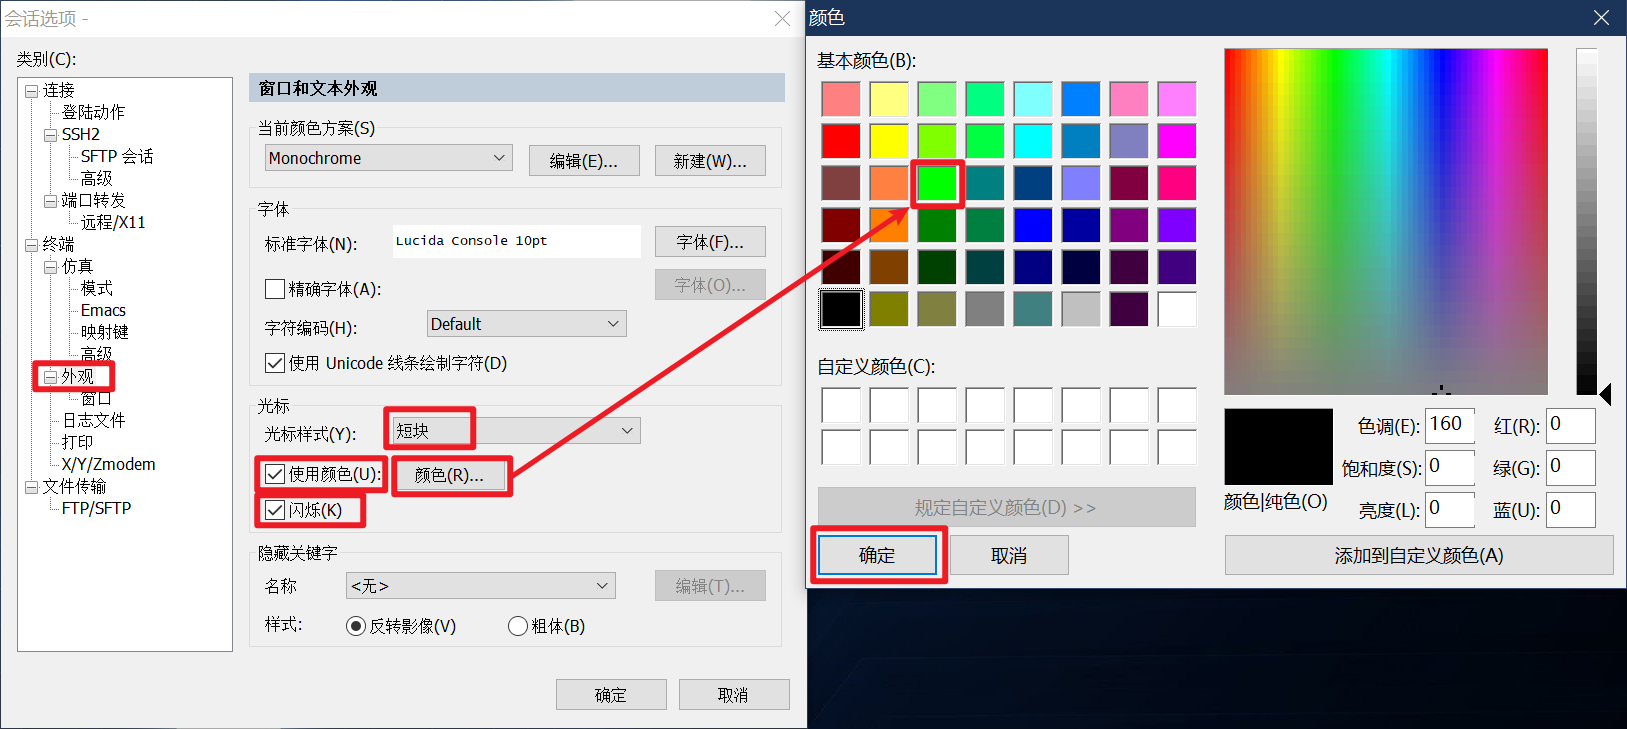 会话选项 -
类别(C):
连接
登陆动作
SSH2
SFTP 会话
高级
端口转发
远程/X11
终端
仿真
模式
Emacs
映射键
高级
外观
窗口
日志文件
打印
X/Y/Zmodem
文件传输
FTP/SFTP
窗口和文本外观
当前颜色方案(S)
Monochrome
编辑(E)...
新建(W)...
字体
标准字体(N):
Lucida Console 10pt
字体(F)...
精确字体(A):
字体(O)...
字符编码(H):
Default
使用 Unicode 线条绘制字符(D)
光标
光标样式(Y):
短块
使用颜色(U):
颜色(R)...
闪烁(K)
隐藏关键字
名称
<无>
编辑(T)...
样式:
反转影像(V)
粗体(B)
确定
取消
颜色
基本颜色(B):
自定义颜色(C):
规定自定义颜色(D) >>
确定
取消
颜色|纯色(O)
色调(E):
160
红(R):
0
饱和度(S):
0
绿(G):
0
亮度(L):
0
蓝(U):
0
添加到自定义颜色(A)